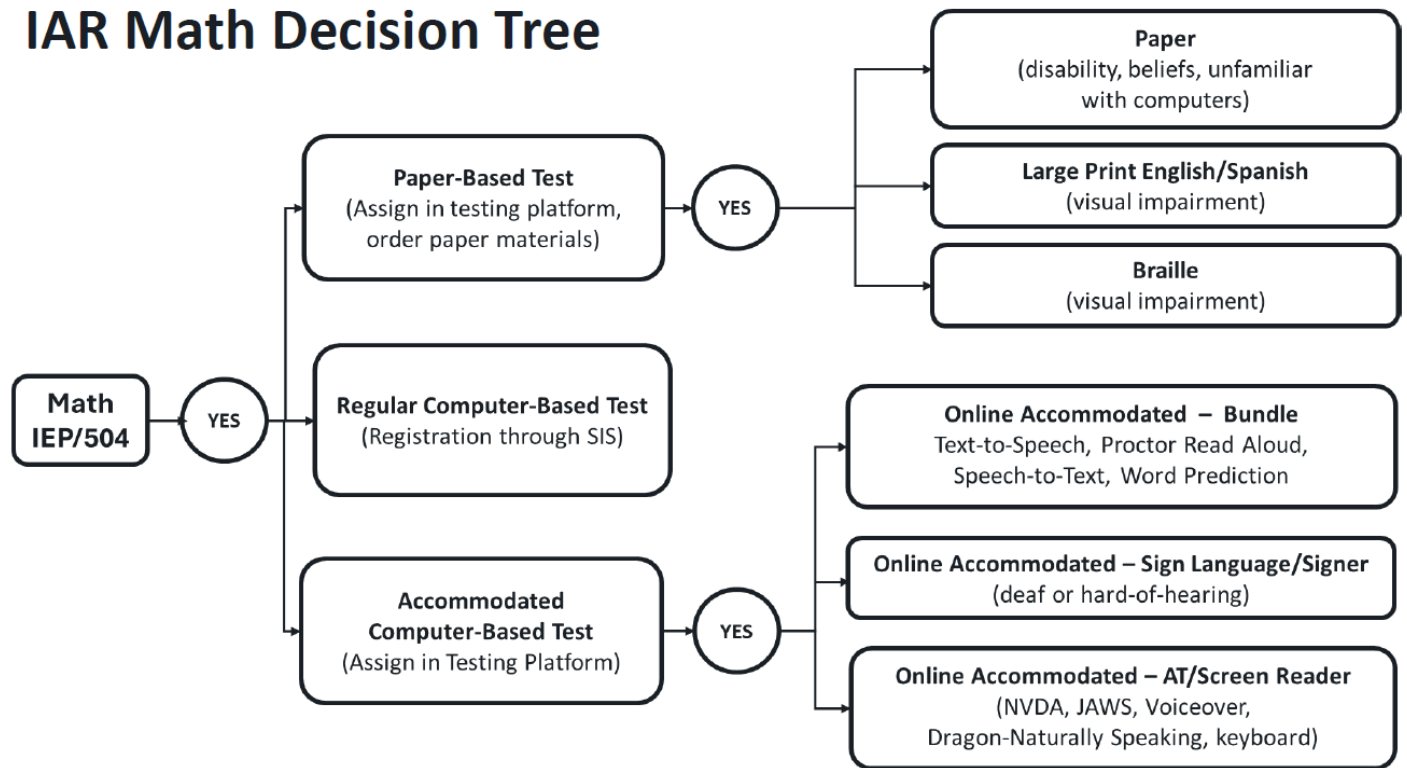 IAR Math Decision Tree
Math
IEP/504
YES
Paper-Based Test
(Assign in testing platform,
order paper materials)
YES
Paper
(disability, beliefs, unfamiliar
with computers)
Large Print English/Spanish
(visual impairment)
Braille
(visual impairment)
Regular Computer-Based Test
(Registration through SIS)
Accommodated
Computer-Based Test
(Assign in Testing Platform)
YES
Online Accommodated – Bundle
Text-to-Speech, Proctor Read Aloud,
Speech-to-Text, Word Prediction
Online Accommodated – Sign Language/Signer
(deaf or hard-of-hearing)
Online Accommodated – AT/Screen Reader
(NVDA, JAWS, Voiceover,
Dragon-Naturally Speaking, keyboard)